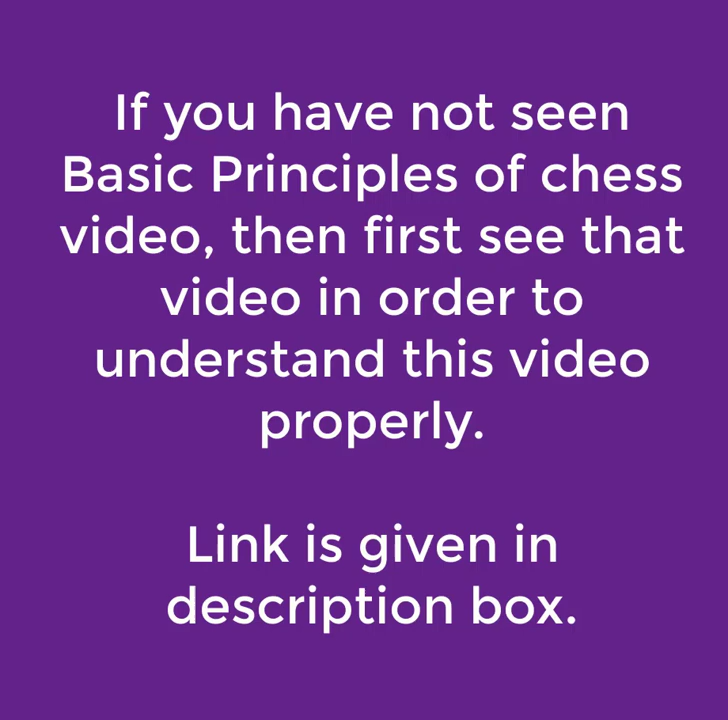 If you have not seen
Basic Principles of chess
video, then first see that
video in order to
understand this video
properly.
Link is given in
description box.